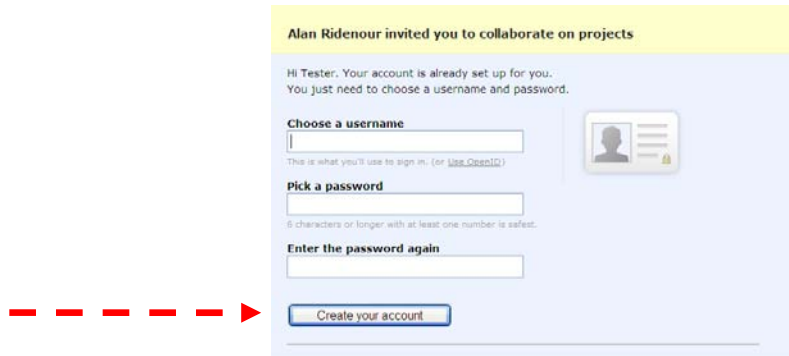 Alan Ridenour invited you to collaborate on projects
Hi Tester. Your account is already set up for you.
You just need to choose a username and password.
Choose a username
This is what you'll use to sign in. (or Use OpenID)
Pick a password
6 characters or longer with at least one number is safest.
Enter the password again
Create your account